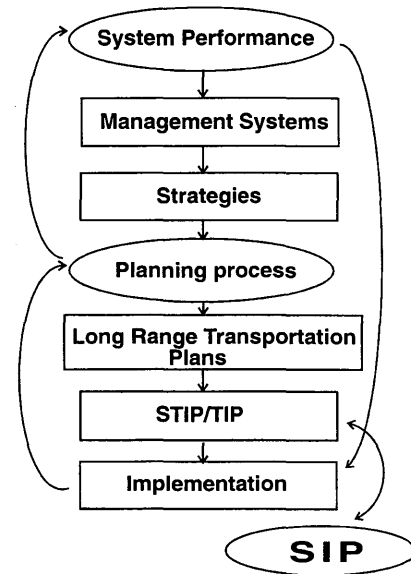 System Performance
Management Systems
Strategies
Planning process
Long Range Transportation
Plans
STIP/TIP
Implementation
SIP